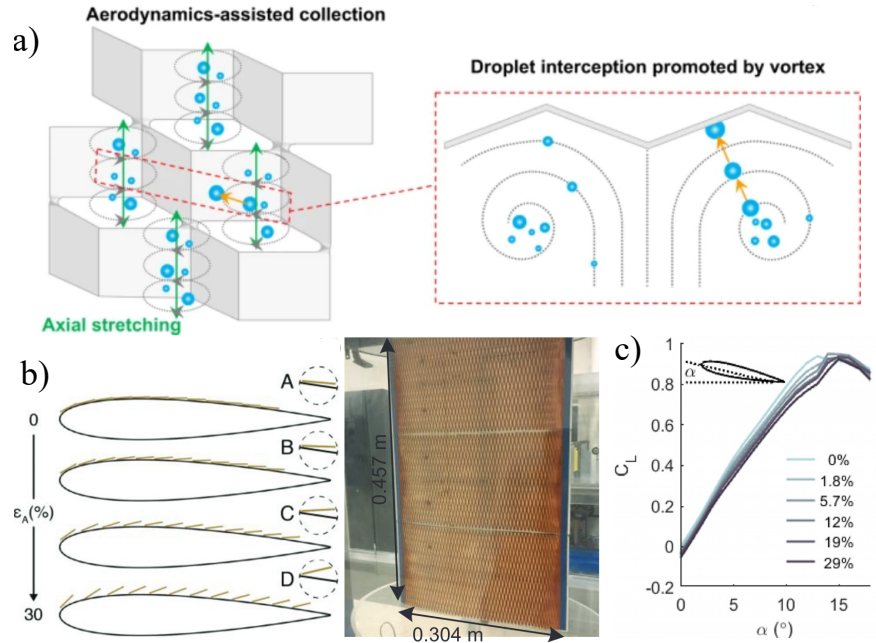 a)
Aerodynamics-assisted collection
Axial stretching
Droplet interception promoted by vortex
b)
0
εA(%)
30
A
B
C
D
0.457 m
0.304 m
c)
α
CL
1
0.8
0.6
0.4
0.2
0
-0.2
0
5
10
15
α (°)
0%
1.8%
5.7%
12%
19%
29%